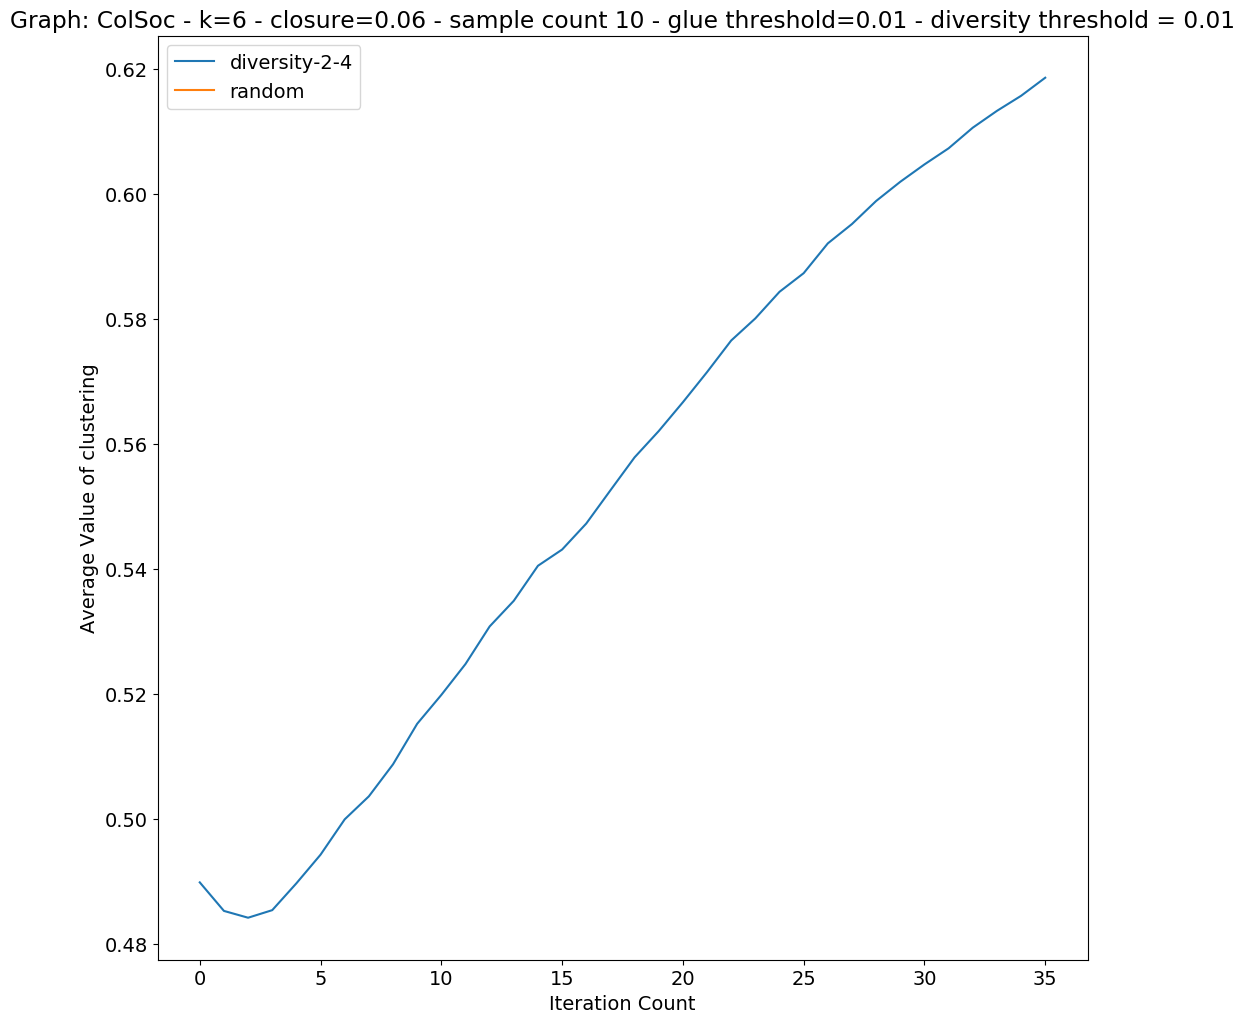 Graph: ColSoc - k=6 - closure=0.06 - sample count 10 - glue threshold=0.01 - diversity threshold = 0.01
diversity-2-4
random
0.62
0.60
0.58
0.56
0.54
0.52
0.50
0.48
Average Value of clustering
0 5 10 15 20 25 30 35
Iteration Count